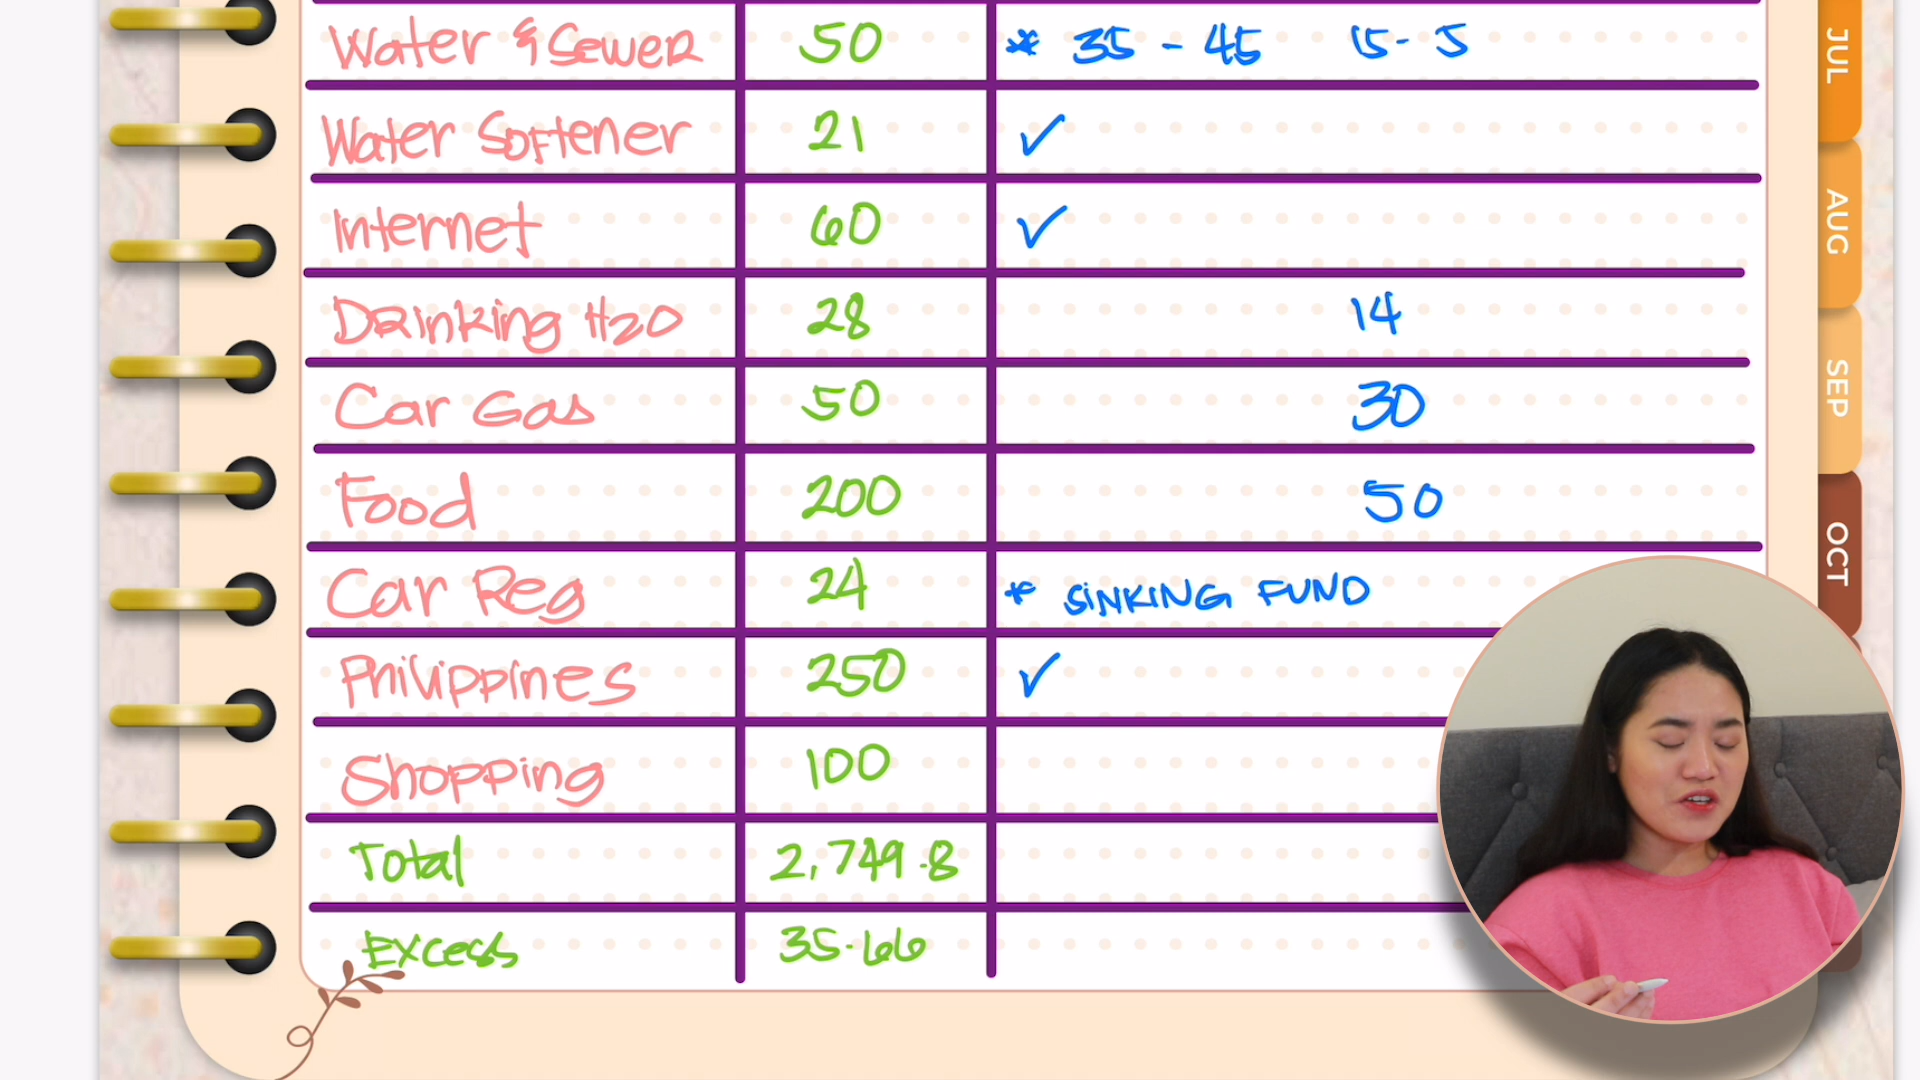 Water & Sewer 50 * 35 - 45 15 - 5
Water Softener 21 ✓
Internet 60 ✓
Drinking H2O 28 14
Car Gas 50 30
Food 200 50
Car Reg 24 * SINKING FUND
Philippines 250 ✓
Shopping 100
Total 2,749.8
Excess 35.66
JUL
AUG
SEP
OCT